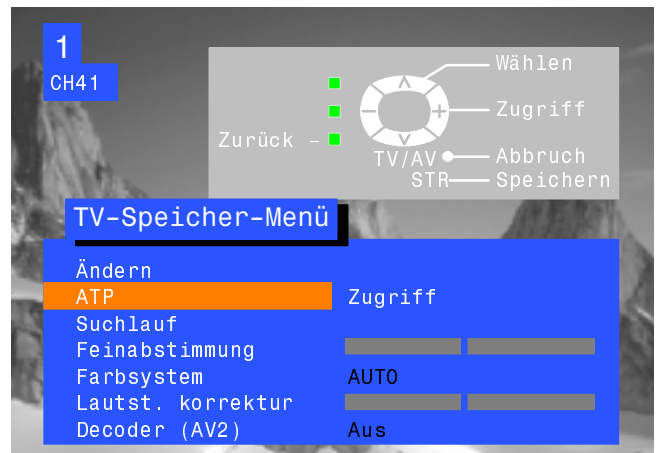 1
CH41
Wählen
– +
Zugriff
Zurück –
TV/AV
Abbruch
STR
Speichern
TV-Speicher-Menü
Ändern
ATP Zugriff
Suchlauf
Feinabstimmung
Farbsystem AUTO
Lautst. korrektur
Decoder (AV2) Aus